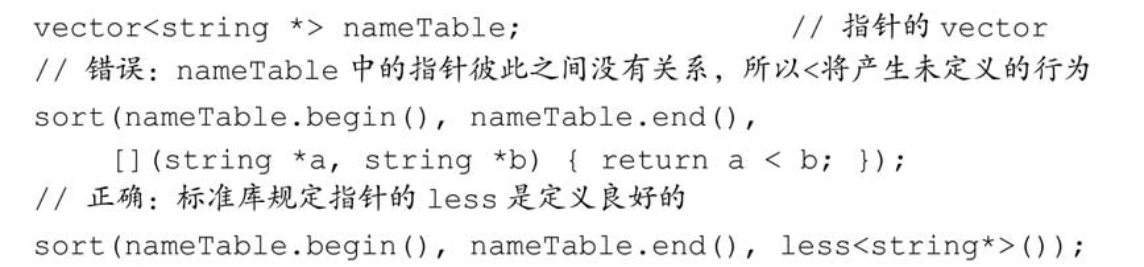 vector<string *> nameTable; // 指针的 vector
// 错误：nameTable 中的指针彼此之间没有关系，所以<将产生未定义的行为
sort(nameTable.begin(), nameTable.end(),
[](string *a, string *b) { return a < b; });
// 正确：标准库规定指针的 less 是定义良好的
sort(nameTable.begin(), nameTable.end(), less<string*>());